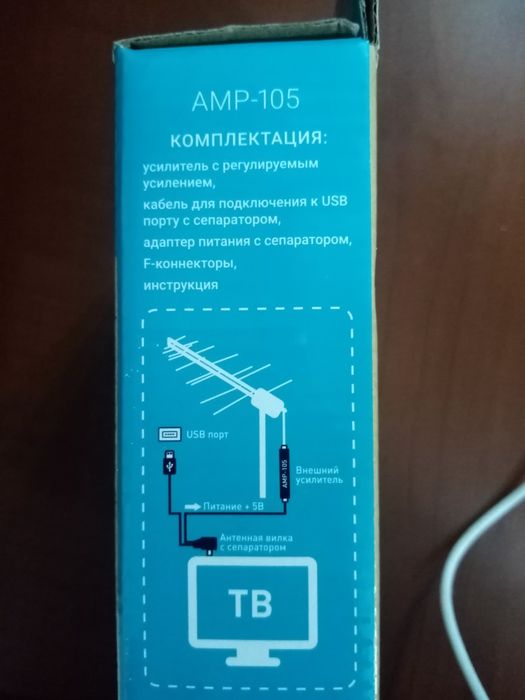 AMP-105
КОМПЛЕКТАЦИЯ:
усилитель с регулируемым
усилением,
кабель для подключения к USB
порту с сепаратором,
адаптер питания с сепаратором,
F-коннекторы,
инструкция
USB порт
AMP-105
Внешний
усилитель
Питание + 5В
Антенная вилка
с сепаратором
ТВ